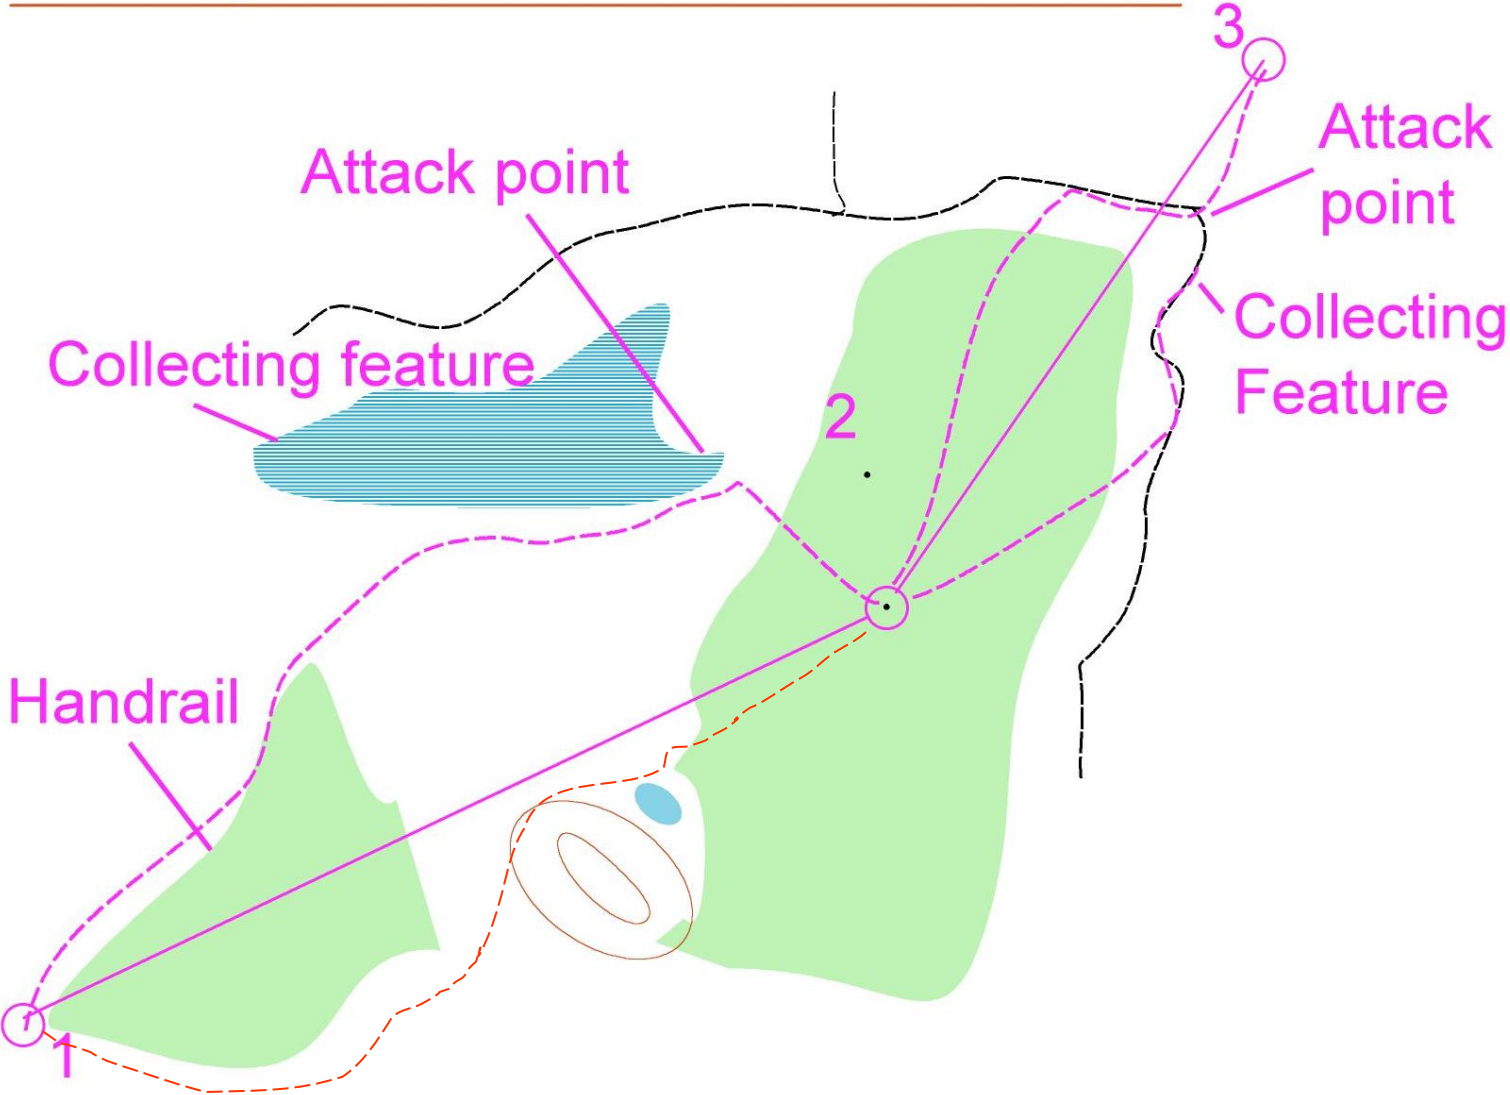 3
Attack
point
Attack point
Collecting
Feature
Collecting feature
2
Handrail
1